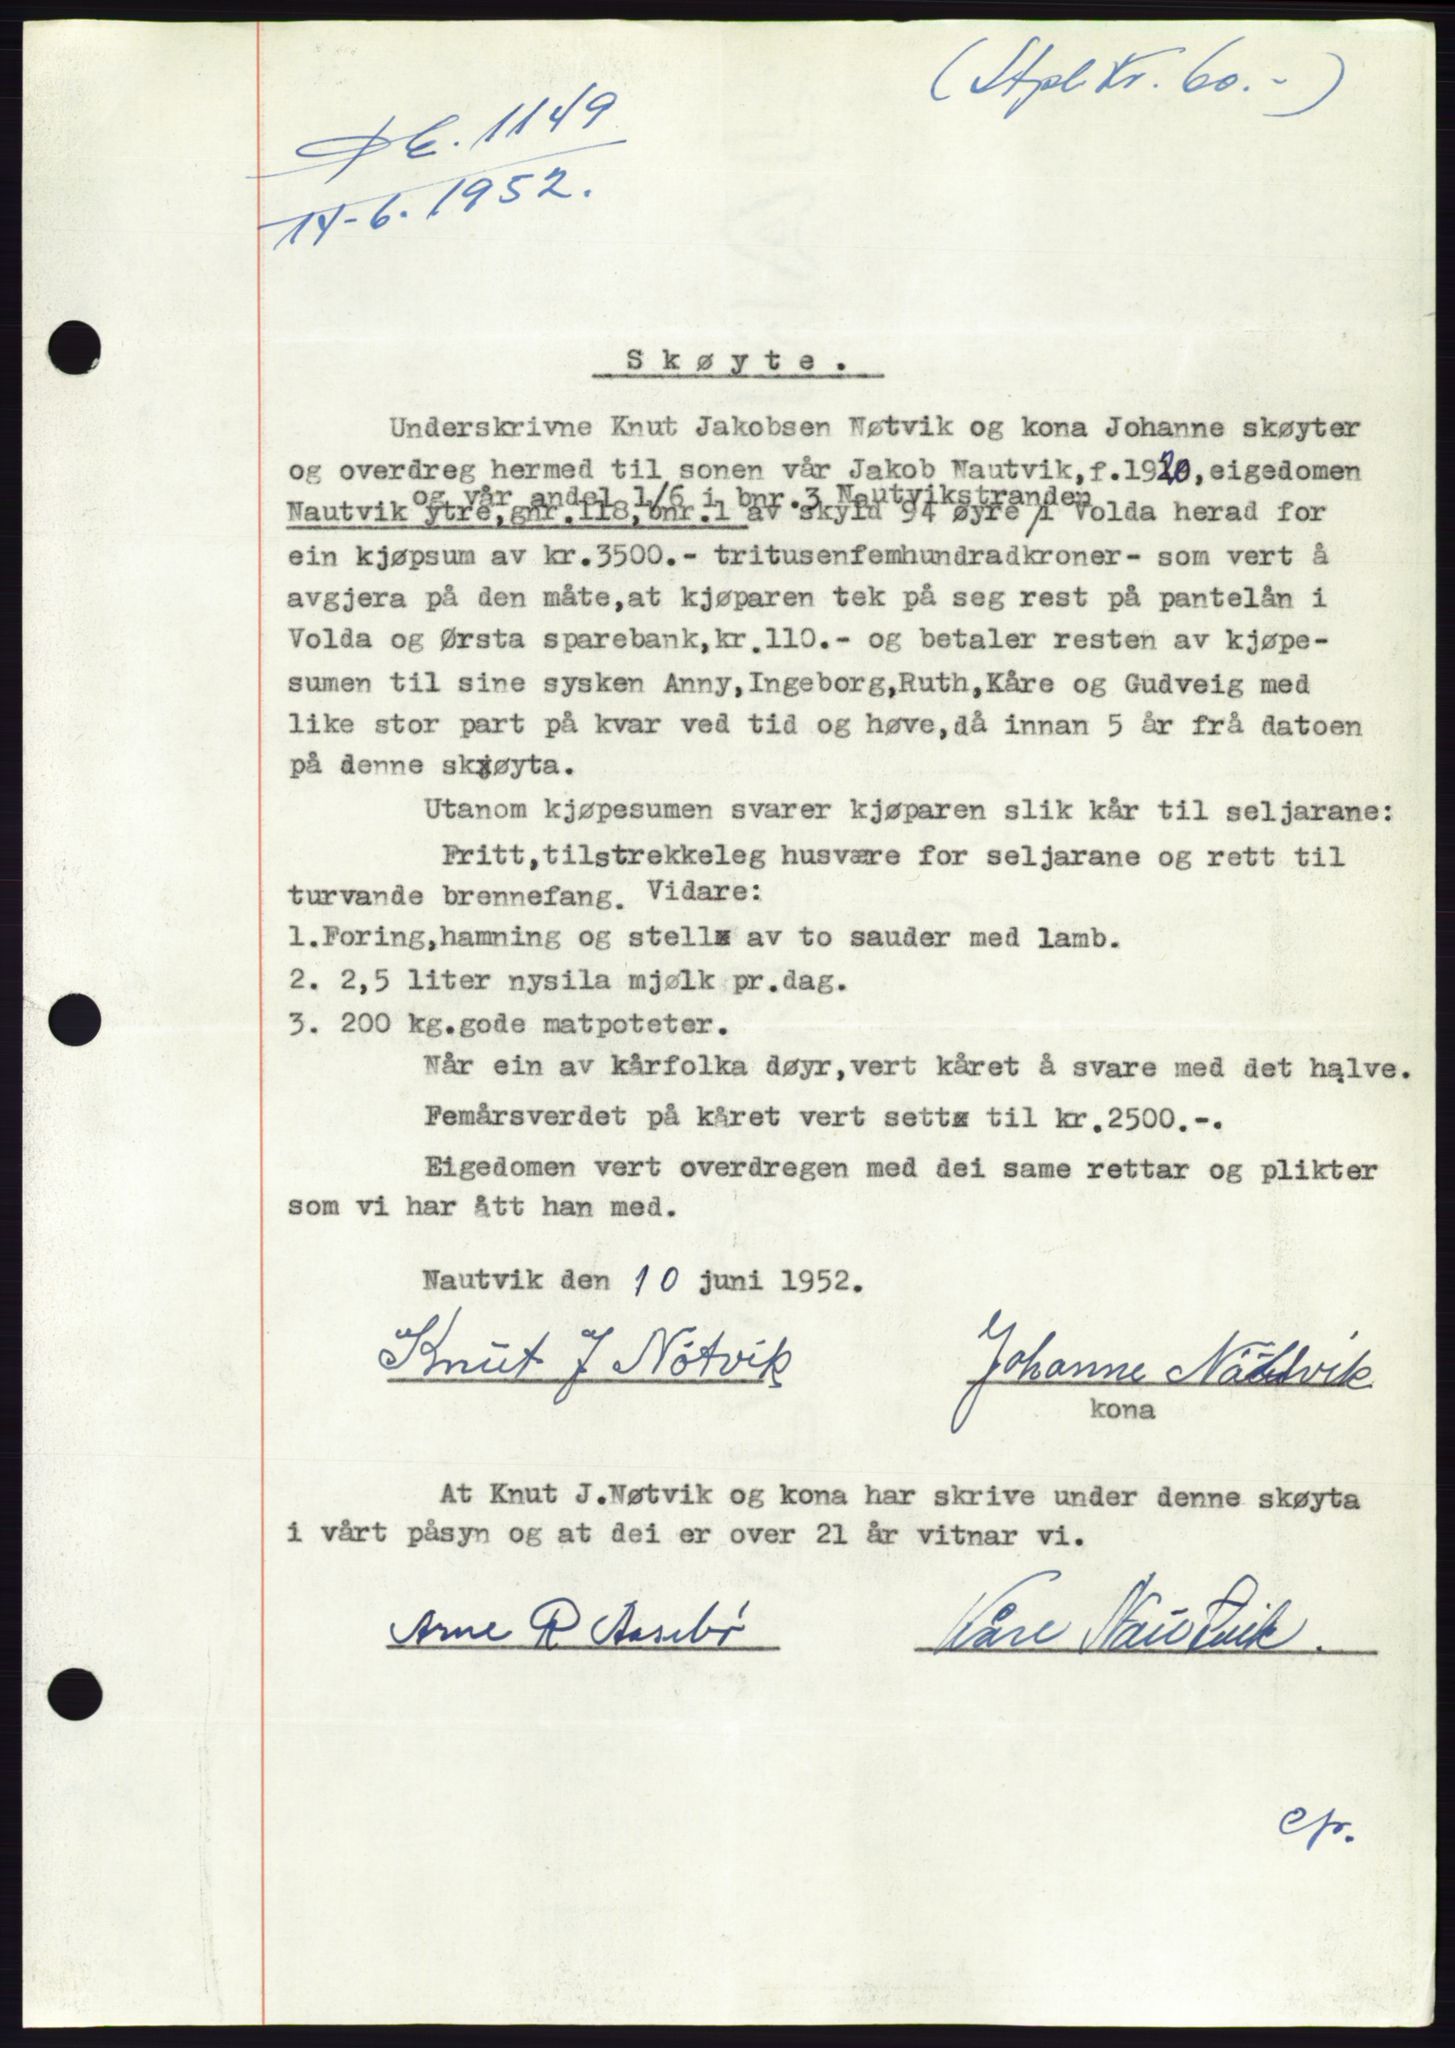 (Stpl. Kr. 60.-)
Db. 1149
14-6. 1952.
Skøyte.
Underskrivne Knut Jakobsen Nøtvik og kona Johanne skøyter
og overdreg hermed til sonen vår Jakob Nautvik,f.1920,eigedomen
og vår andel 1/6 i bnr.3 Nautvikstranden
Nautvik ytre,gnr.118,bnr.1 av skyld 94 øyre/i Volda herad for
ein kjøpsum av kr.3500.- tritusenfemhundradkroner- som vert å
avgjera på den måte,at kjøparen tek på seg rest på pantelån i
Volda og Ørsta sparebank,kr.110.- og betaler resten av kjøpe-
sumen til sine sysken Anny,Ingeborg,Ruth,Kåre og Gudveig med
like stor part på kvar ved tid og høve,då innan 5 år frå datoen
på denne skøyta.
Utanom kjøpesumen svarer kjøparen slik kår til seljarane:
Fritt,tilstrekkeleg husvære for seljarane og rett til
turvande brennefang. Vidare:
1.Foring,hamning og stell av to sauder med lamb.
2. 2,5 liter nysila mjølk pr.dag.
3. 200 kg.gode matpoteter.
Når ein av kårfolka døyr,vert kåret å svare med det halve.
Femårsverdet på kåret vert sett til kr.2500.-.
Eigedomen vert overdregen med dei same rettar og plikter
som vi har ått han med.
Nautvik den 10 juni 1952.
Knut J Nøtvik Johanne Nautvik
kona
At Knut J.Nøtvik og kona har skrive under denne skøyta
i vårt påsyn og at dei er over 21 år vitnar vi.
Arne R Aasebø Kåre Nautvik.